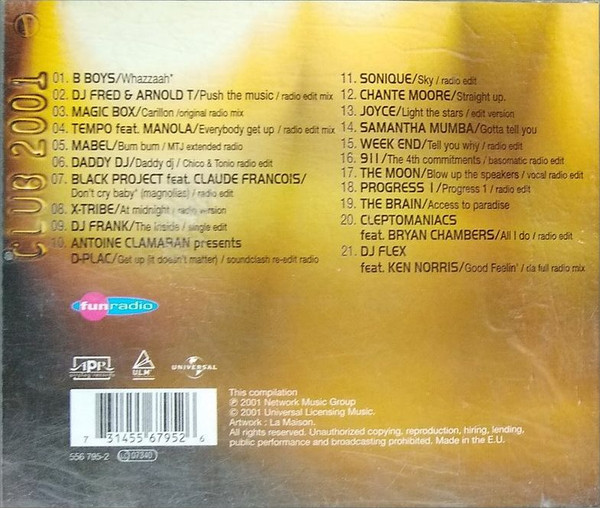 CLUB 2001
01. B BOYS/Whazzaah"
02. DJ FRED & ARNOLD T/Push the music / radio edit mix
03. MAGIC BOX/Carillon /original radio mix
04. TEMPO feat. MANOLA/Everybody get up / radio edit mix
05. MABEL/Bum bum / MTJ extended radio
06. DADDY DJ/Daddy dj / Chico & Tonio radio edit
07. BLACK PROJECT feat. CLAUDE FRANCOIS/
Don't cry baby" (magnolias) / radio edit
08. X-TRIBE/At midnight / radio version
09. DJ FRANK/The inside / single edit
10. ANTOINE CLAMARAN presents
D-PLAC/Get up (it doesn't matter) / soundclash re-edit radio
11. SONIQUE/Sky / radio edit
12. CHANTE MOORE/Straight up.
13. JOYCE/Light the stars / edit version
14. SAMANTHA MUMBA/Gotta tell you
15. WEEK END/Tell you why / radio edit
16. 911/The 4th commitments / basomatic radio edit
17. THE MOON/Blow up the speakers / vocal radio edit
18. PROGRESS 1/Progress 1 / radio edit
19. THE BRAIN/Access to paradise
20. CLEPTOMANIACS
feat. BRYAN CHAMBERS/All I do / radio edit
21. DJ FLEX
feat. KEN NORRIS/Good Feelin' / da full radio mix
fun radio
ULM
UNIVERSAL
This compilation
℗ 2001 Network Music Group
© 2001 Universal Licensing Music.
Artwork : La Maison.
All rights reserved. Unauthorized copying, reproduction, hiring, lending,
public performance and broadcasting prohibited. Made in the E.U.
7 31455 67952 6
556 795-2
LC 07340